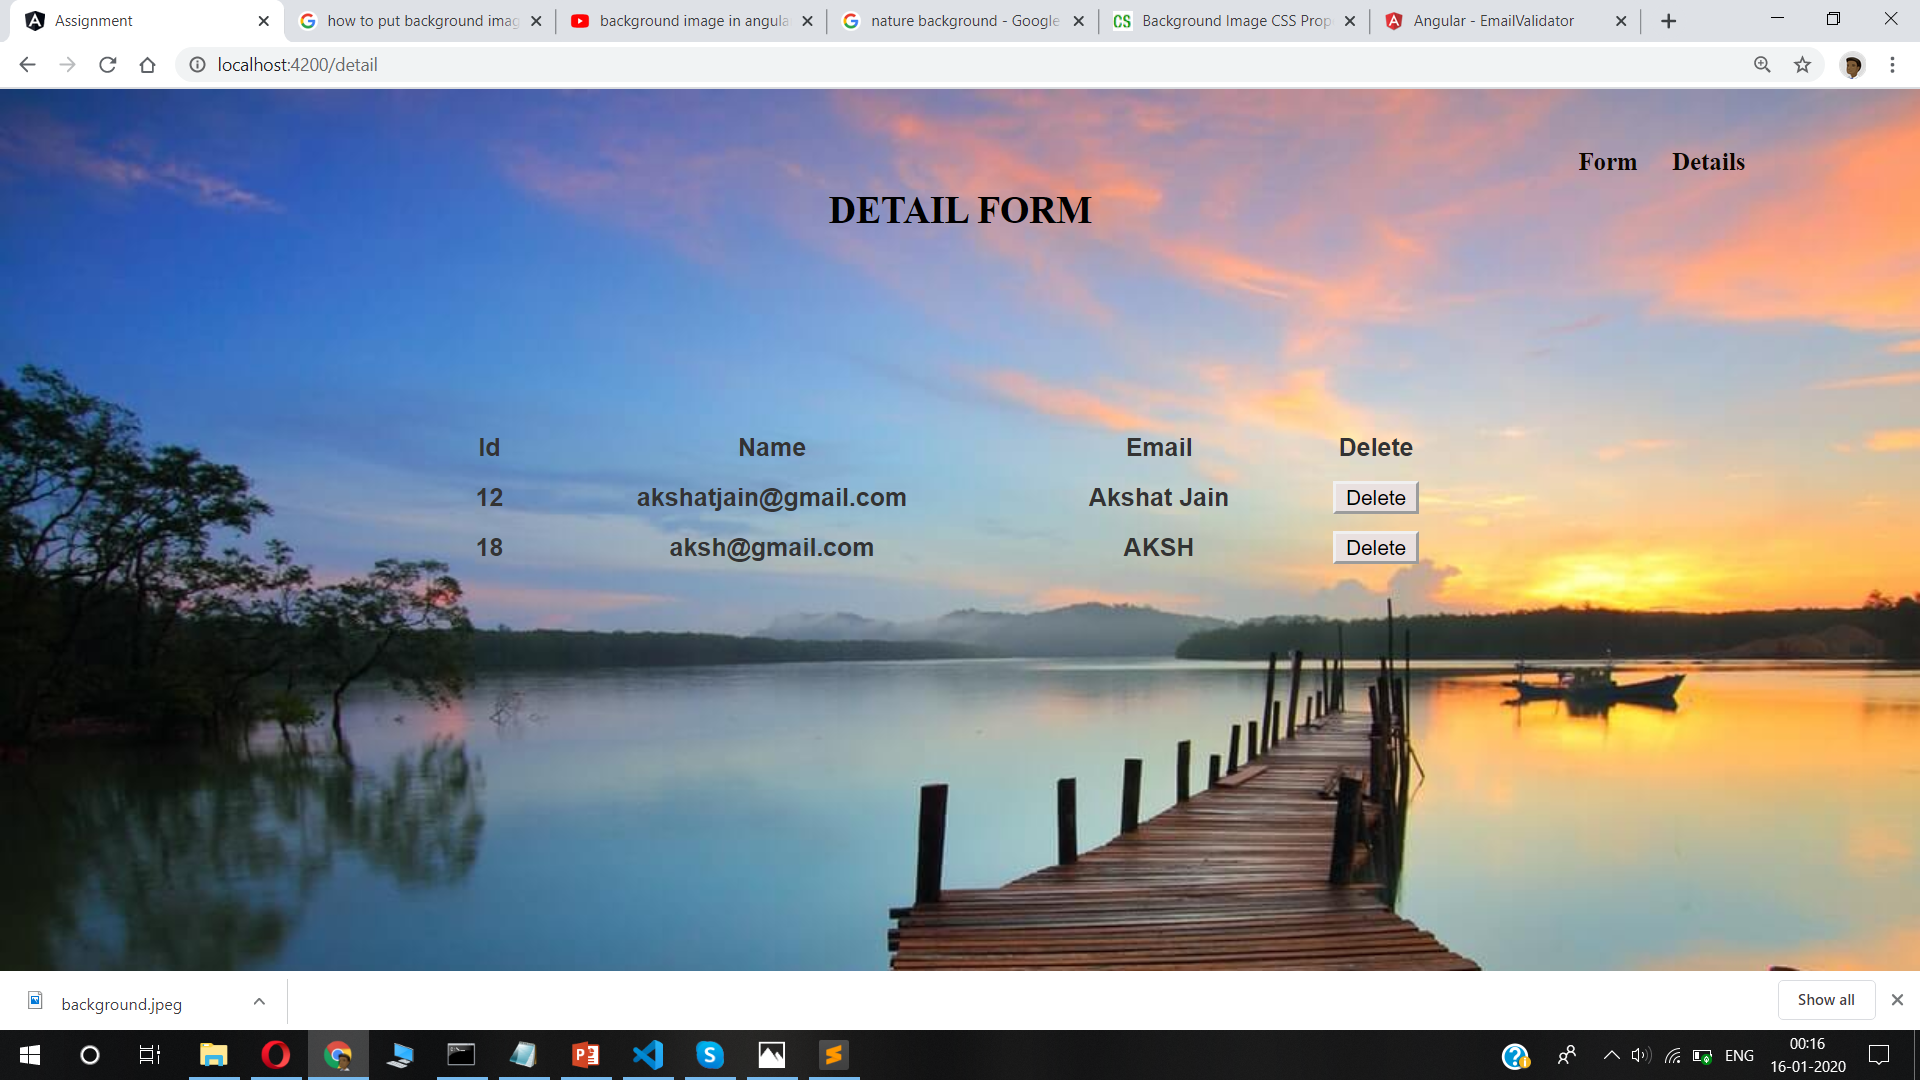 Assignment
how to put background imag
background image in angula
nature background - Google
Background Image CSS Prop
Angular - EmailValidator
localhost:4200/detail
Form Details
DETAIL FORM
Id Name Email Delete
12 akshatjain@gmail.com Akshat Jain Delete
18 aksh@gmail.com AKSH Delete
background.jpeg
Show all
ENG
00:16
16-01-2020